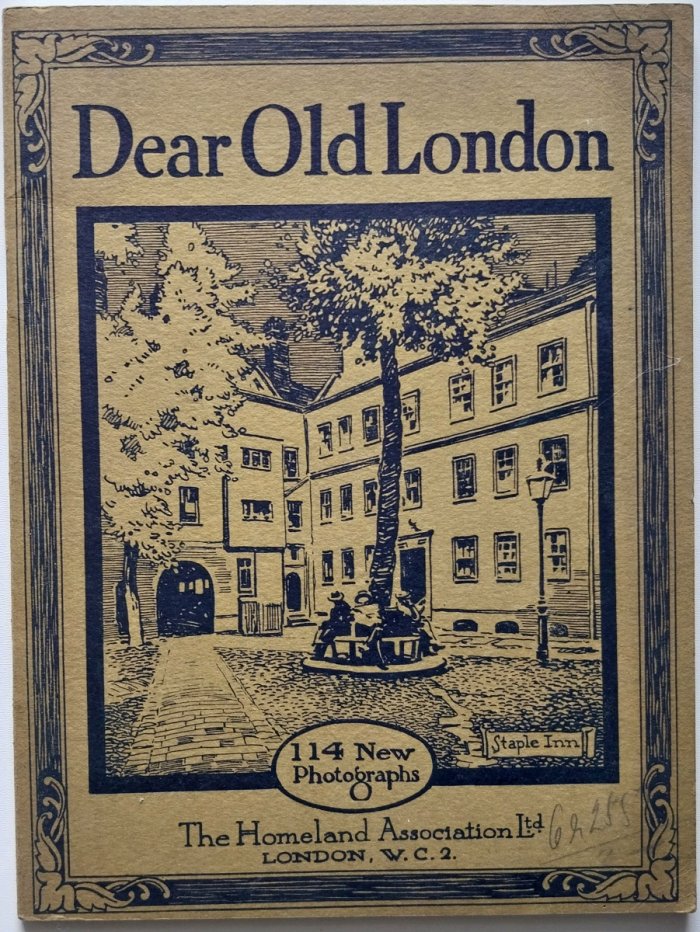 Dear Old London
114 New
Photographs
Staple Inn
The Homeland Association Ltd.
LONDON, W.C.2.